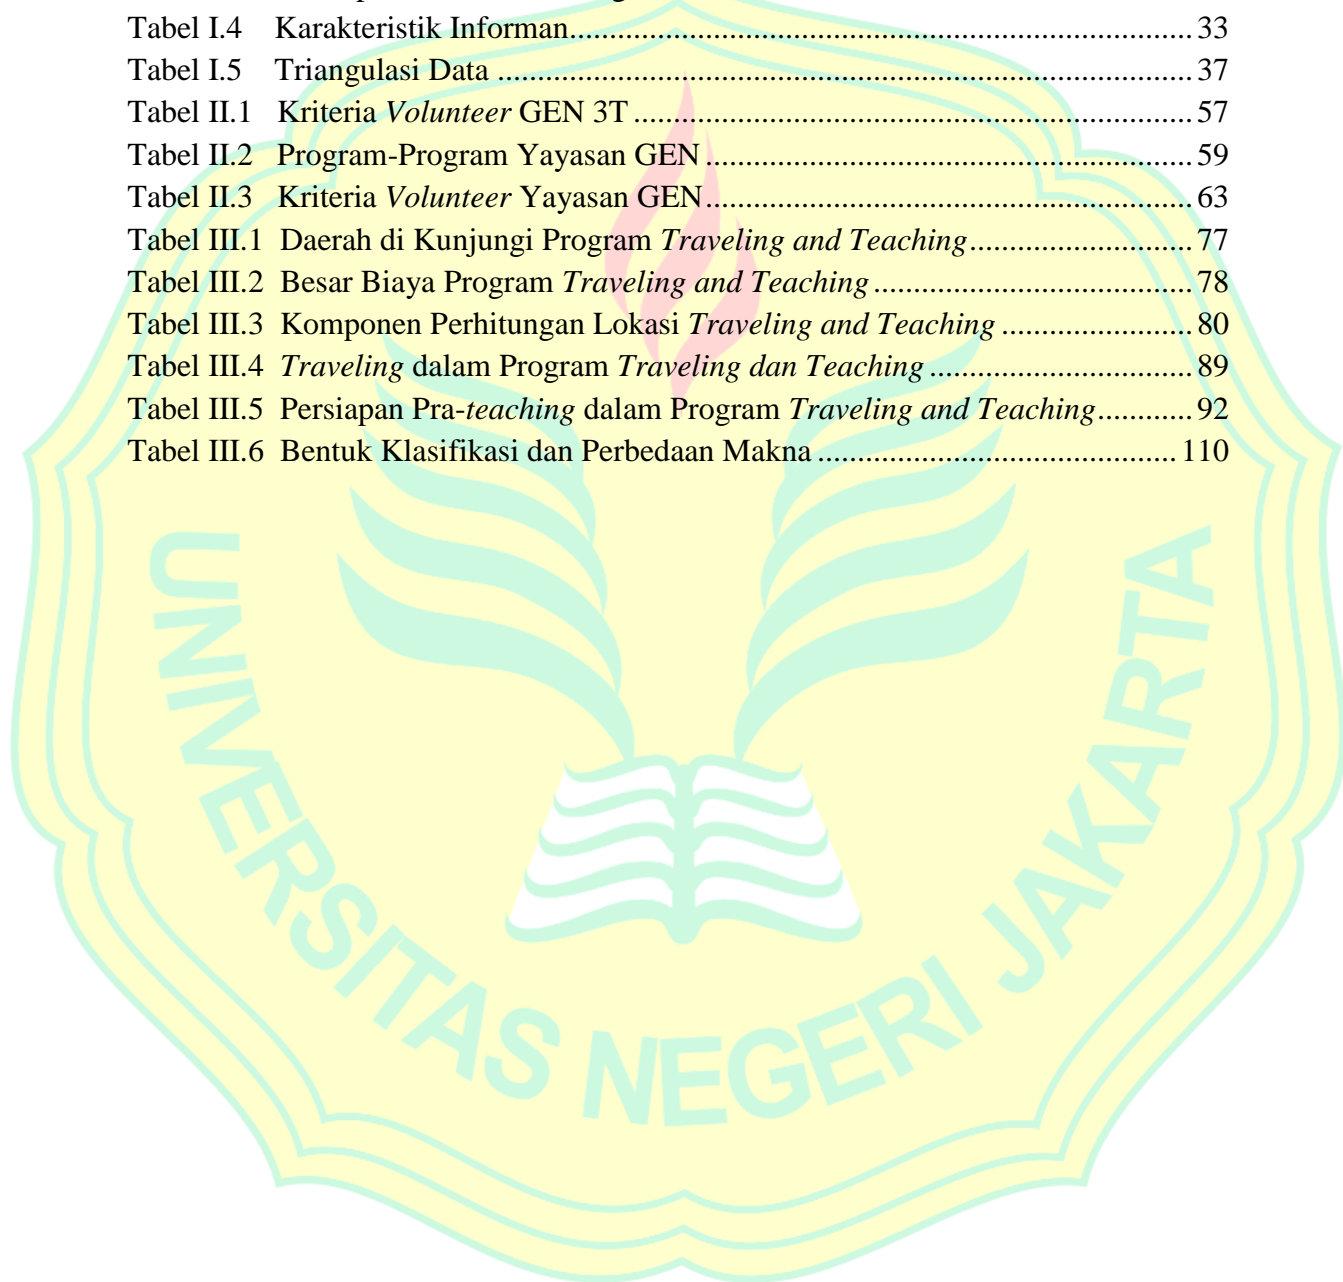 Tabel I.4 Karakteristik Informan.............................................................................. 33
Tabel I.5 Triangulasi Data ....................................................................................... 37
Tabel II.1 Kriteria Volunteer GEN 3T ...................................................................... 57
Tabel II.2 Program-Program Yayasan GEN ............................................................. 59
Tabel II.3 Kriteria Volunteer Yayasan GEN ............................................................. 63
Tabel III.1 Daerah di Kunjungi Program Traveling and Teaching ............................ 77
Tabel III.2 Besar Biaya Program Traveling and Teaching ........................................ 78
Tabel III.3 Komponen Perhitungan Lokasi Traveling and Teaching ........................ 80
Tabel III.4 Traveling dalam Program Traveling dan Teaching ................................. 89
Tabel III.5 Persiapan Pra-teaching dalam Program Traveling and Teaching ............ 92
Tabel III.6 Bentuk Klasifikasi dan Perbedaan Makna ............................................. 110
UNIVERSITAS NEGERI JAKARTA